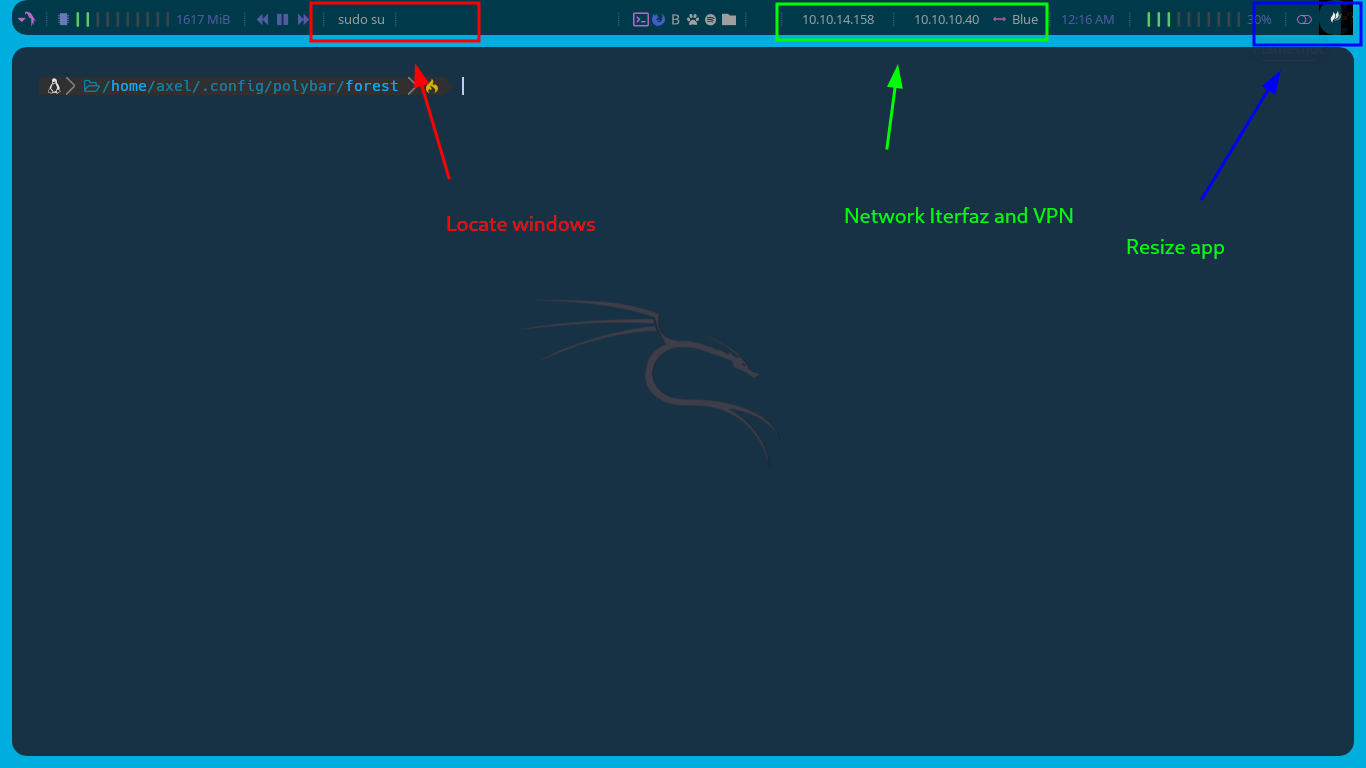 1617 MiB sudo su B 10.10.14.158 10.10.10.40 Blue 12:16 AM 30%
/home/axel/.config/polybar/forest
Locate windows
Network Iterfaz and VPN
Resize app